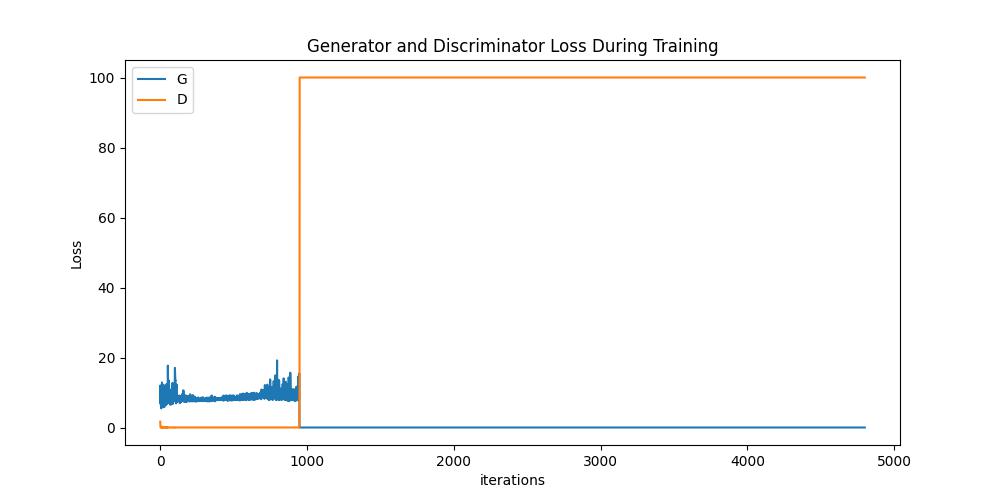 Generator and Discriminator Loss During Training
G
D
100
80
60
40
20
0
Loss
0 1000 2000 3000 4000 5000
iterations